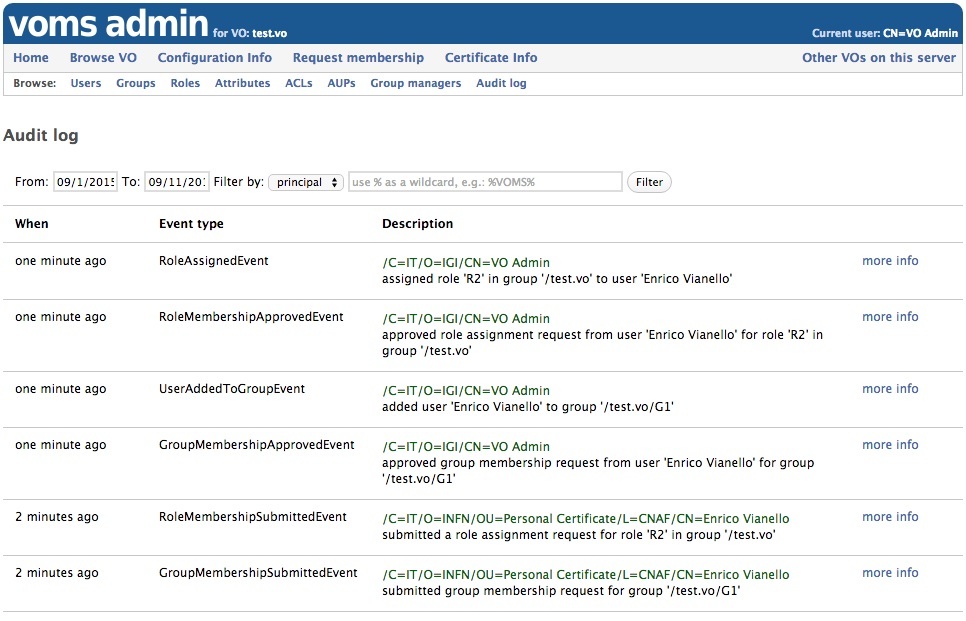 voms admin for VO: test.vo Current user: CN=VO Admin
Home Browse VO Configuration Info Request membership Certificate Info Other VOs on this server
Browse: Users Groups Roles Attributes ACLs AUPs Group managers Audit log
Audit log
From: 09/1/2015 To: 09/11/201 Filter by: principal use % as a wildcard, e.g.: %VOMS% Filter
When Event type Description
one minute ago RoleAssignedEvent /C=IT/O=IGI/CN=VO Admin more info
assigned role 'R2' in group '/test.vo' to user 'Enrico Vianello'
one minute ago RoleMembershipApprovedEvent /C=IT/O=IGI/CN=VO Admin more info
approved role assignment request from user 'Enrico Vianello' for role 'R2' in
group '/test.vo'
one minute ago UserAddedToGroupEvent /C=IT/O=IGI/CN=VO Admin more info
added user 'Enrico Vianello' to group '/test.vo/G1'
one minute ago GroupMembershipApprovedEvent /C=IT/O=IGI/CN=VO Admin more info
approved group membership request from user 'Enrico Vianello' for group
'/test.vo/G1'
2 minutes ago RoleMembershipSubmittedEvent /C=IT/O=INFN/OU=Personal Certificate/L=CNAF/CN=Enrico Vianello more info
submitted a role assignment request for role 'R2' in group '/test.vo'
2 minutes ago GroupMembershipSubmittedEvent /C=IT/O=INFN/OU=Personal Certificate/L=CNAF/CN=Enrico Vianello more info
submitted group membership request for group '/test.vo/G1'